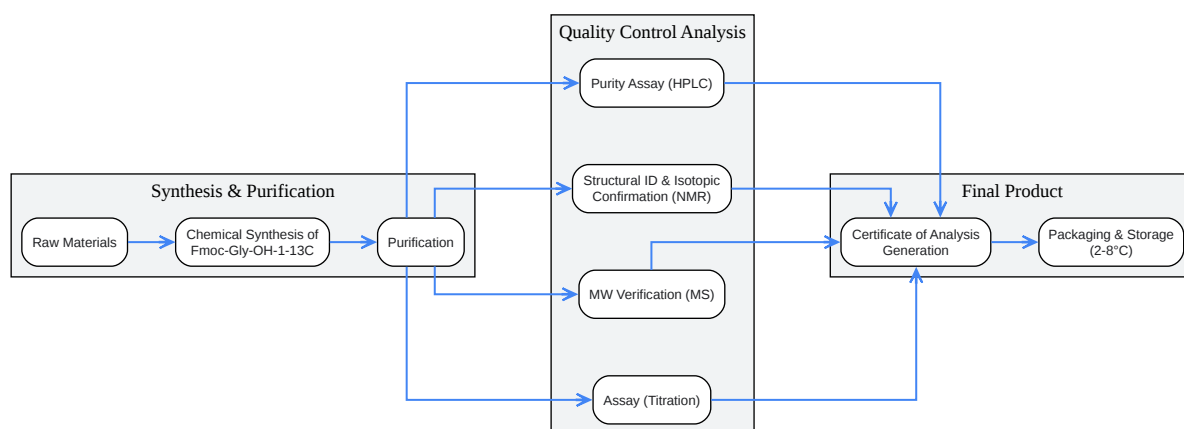 Quality Control Analysis
Purity Assay (HPLC)
Structural ID & Isotopic
Confirmation (NMR)
MW Verification (MS)
Assay (Titration)
Synthesis & Purification
Raw Materials
Chemical Synthesis of
Fmoc-Gly-OH-1-13C
Purification
Final Product
Certificate of Analysis
Generation
Packaging & Storage
(2-8°C)